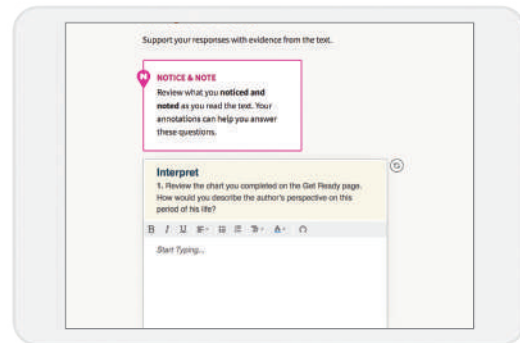 Support your responses with evidence from the text.
N
NOTICE & NOTE
Review what you noticed and
noted as you read the text. Your
annotations can help you answer
these questions.
Interpret
1. Review the chart you completed on the Get Ready page.
How would you describe the author's perspective on this
period of his life?
B I U
Start Typing...